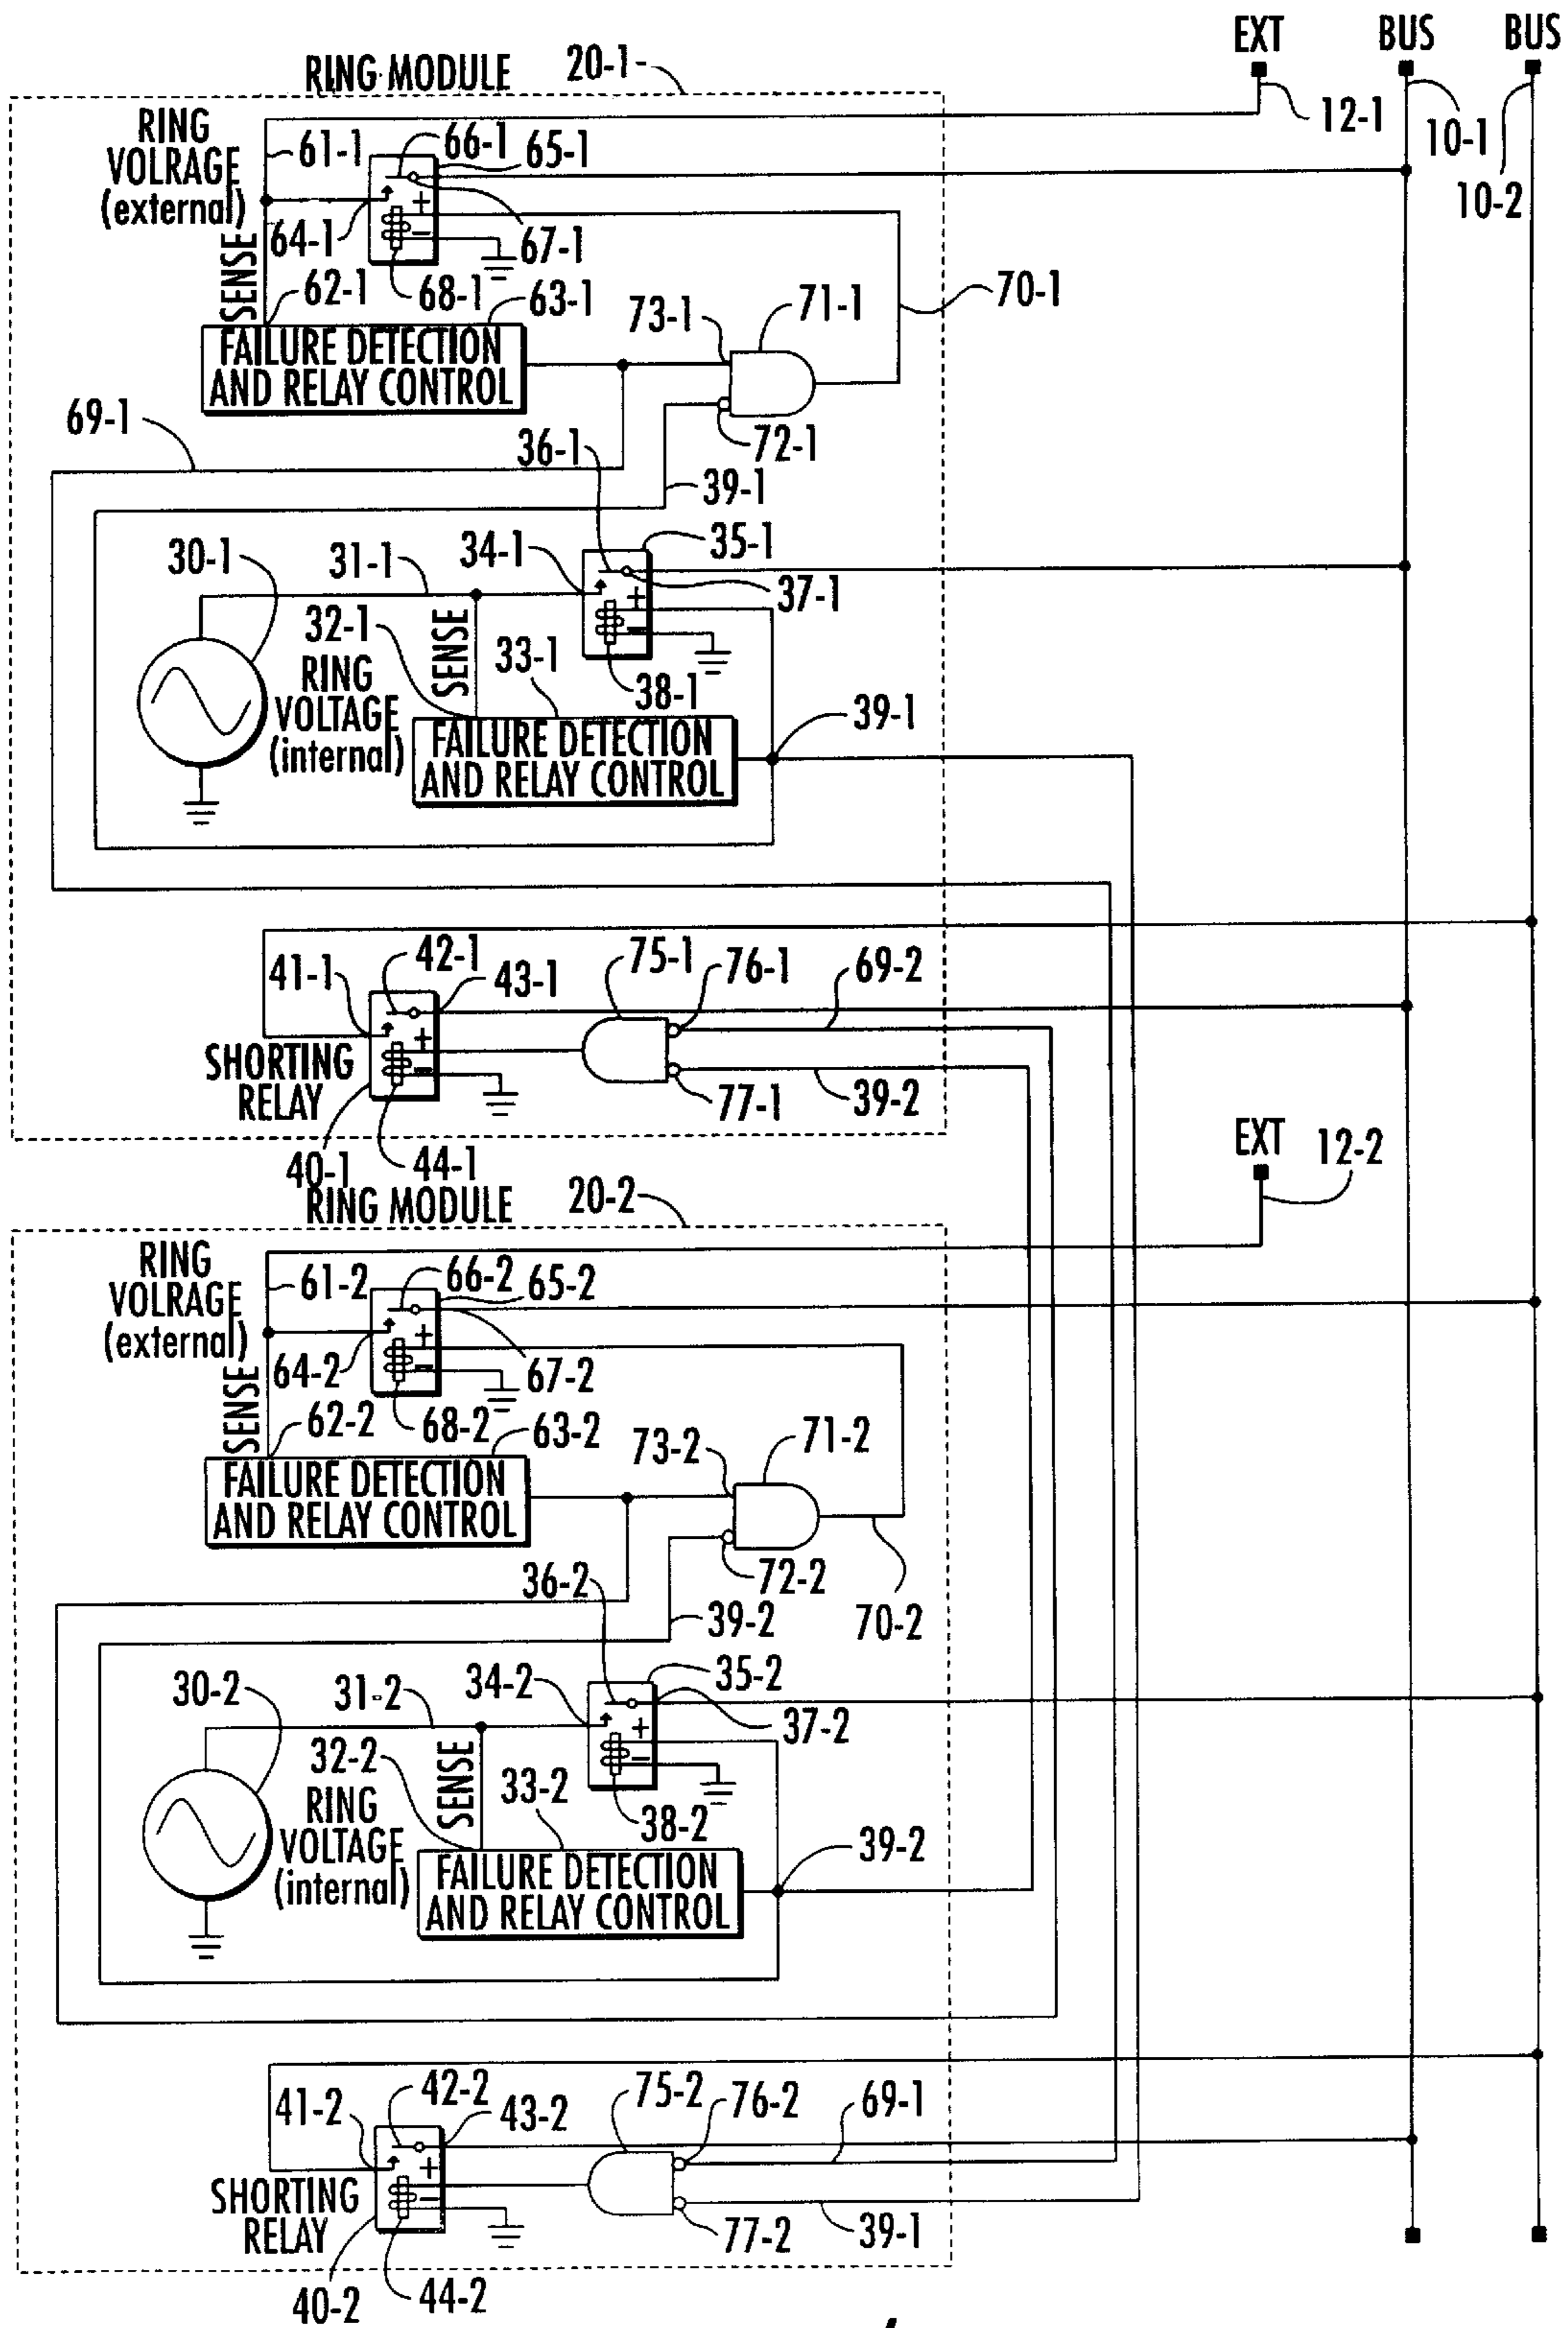 EXT BUS BUS
RING MODULE 20-1
12-1
10-1
10-2
RING
VOLRAGE
(external)
61-1 66-1 65-1
64-1 67-1
SENSE
62-1 68-1 63-1
70-1
FAILURE DETECTION
AND RELAY CONTROL
73-1 71-1
72-1
69-1
36-1
39-1
30-1 31-1 34-1 35-1
37-1
32-1 SENSE 33-1
38-1
RING
VOLTAGE
(internal)
39-1
FAILURE DETECTION
AND RELAY CONTROL
41-1 42-1 43-1 75-1 76-1 69-2
+
SHORTING
RELAY
77-1 39-2
40-1 44-1
EXT 12-2
RING MODULE 20-2
RING
VOLRAGE
(external)
61-2 66-2 65-2
64-2 67-2
SENSE
62-2 68-2 63-2
FAILURE DETECTION
AND RELAY CONTROL
73-2 71-2
72-2
70-2
36-2
39-2
30-2 31-2 34-2 35-2
37-2
32-2 SENSE 33-2
38-2
RING
VOLTAGE
(internal)
39-2
FAILURE DETECTION
AND RELAY CONTROL
41-2 42-2 43-2 75-2 76-2 69-1
+
SHORTING
RELAY
77-2 39-1
40-2 44-2